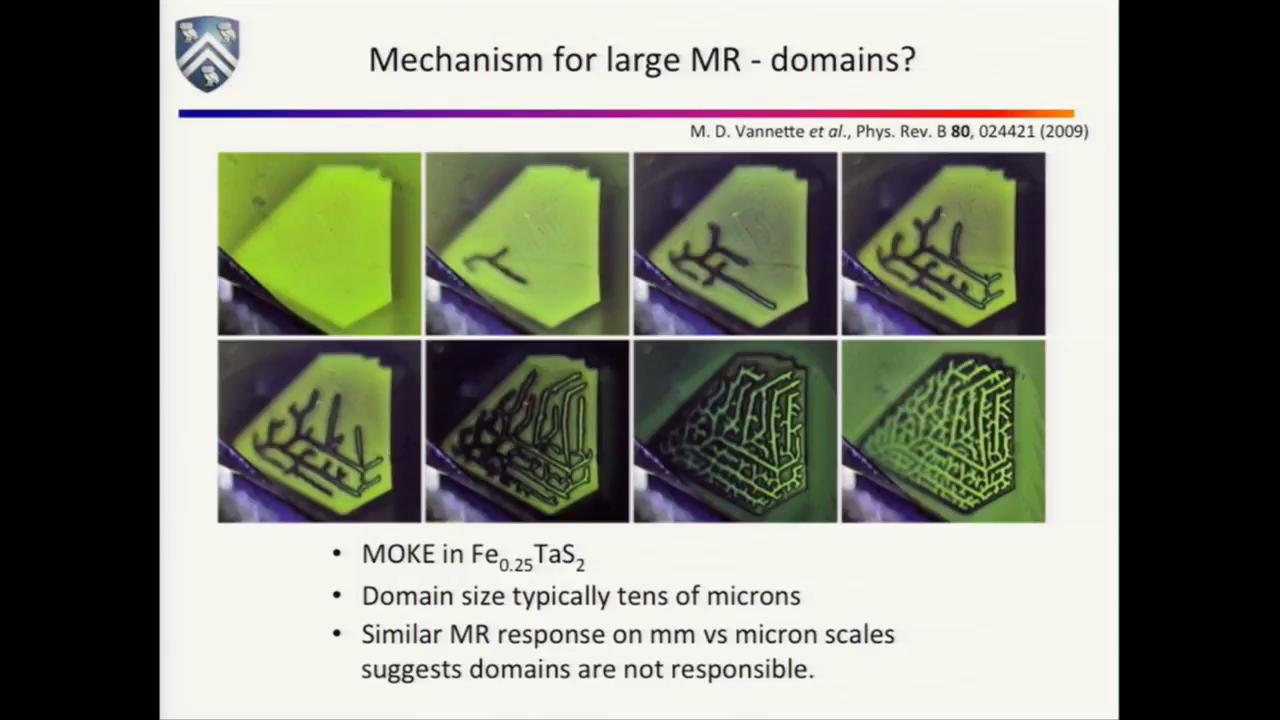 Mechanism for large MR - domains?
M. D. Vannette et al., Phys. Rev. B 80, 024421 (2009)
• MOKE in Fe0.25TaS2
• Domain size typically tens of microns
• Similar MR response on mm vs micron scales
suggests domains are not responsible.